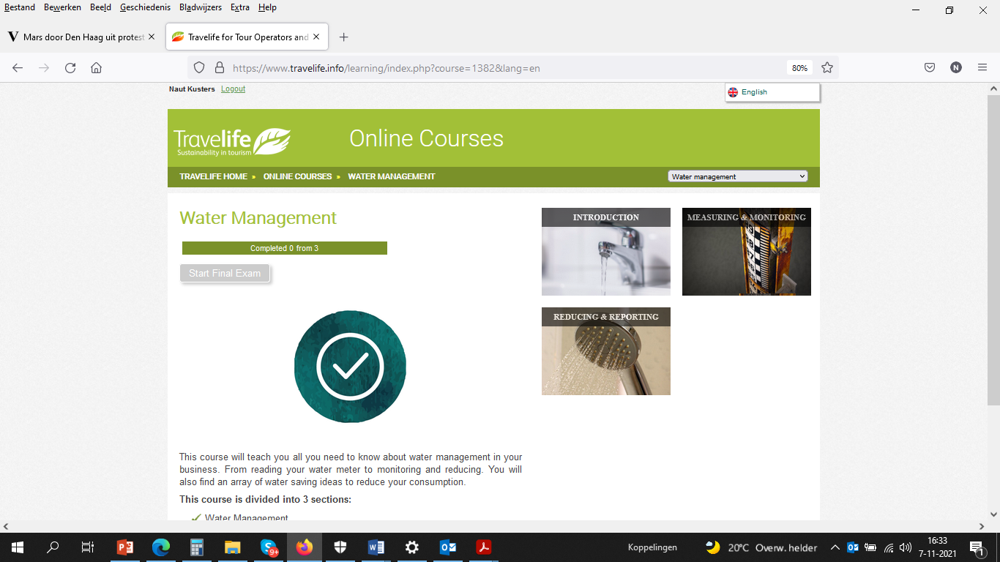 Bestand Bewerken Beeld Geschiedenis Bladwijzers Extra Help
V Mars door Den Haag uit protest
Travelife for Tour Operators and
https://www.travelife.info/learning/index.php?course=1382&lang=en
80%
N
Naut Kusters Logout
English
Travelife
Sustainability in tourism
Online Courses
TRAVELIFE HOME » ONLINE COURSES » WATER MANAGEMENT
Water management
Water Management
Completed 0 from 3
Start Final Exam
INTRODUCTION
MEASURING & MONITORING
REDUCING & REPORTING
This course will teach you all you need to know about water management in your
business. From reading your water meter to monitoring and reducing. You will
also find an array of water saving ideas to reduce your consumption.
This course is divided into 3 sections:
Water Management
Koppelingen
20°C Overw. helder
16:33
7-11-2021
9+
1